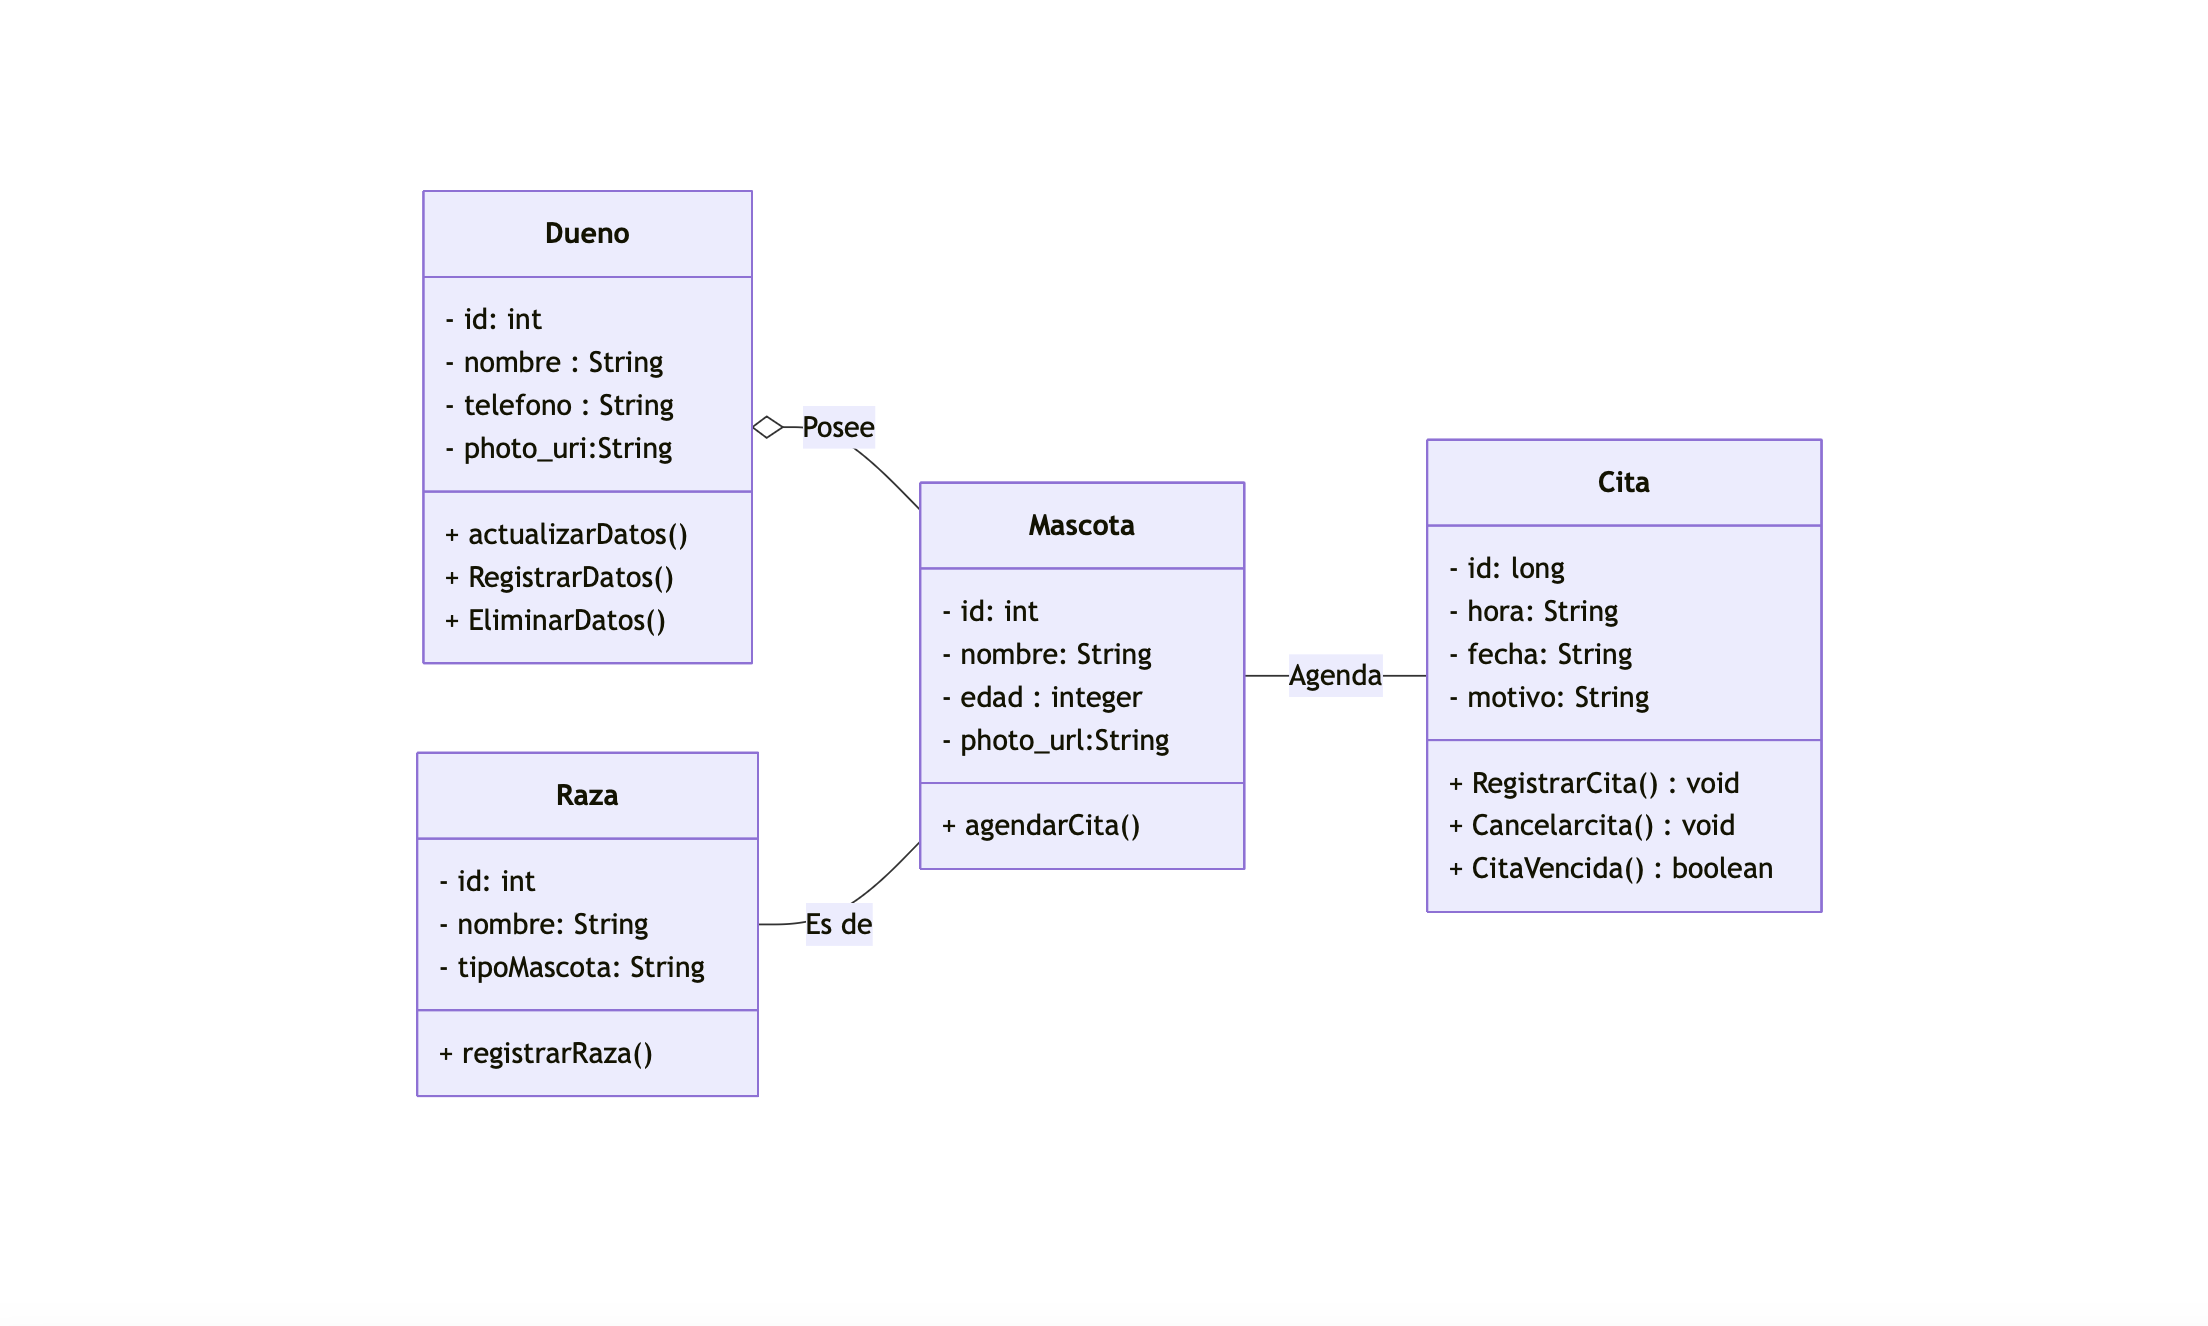 Dueno
- id: int
- nombre : String
- telefono : String
- photo_uri:String
+ actualizarDatos()
+ RegistrarDatos()
+ EliminarDatos()
Posee
Raza
- id: int
- nombre: String
- tipoMascota: String
+ registrarRaza()
Es de
Mascota
- id: int
- nombre: String
- edad : integer
- photo_url:String
+ agendarCita()
Agenda
Cita
- id: long
- hora: String
- fecha: String
- motivo: String
+ RegistrarCita() : void
+ Cancelarcita() : void
+ CitaVencida() : boolean